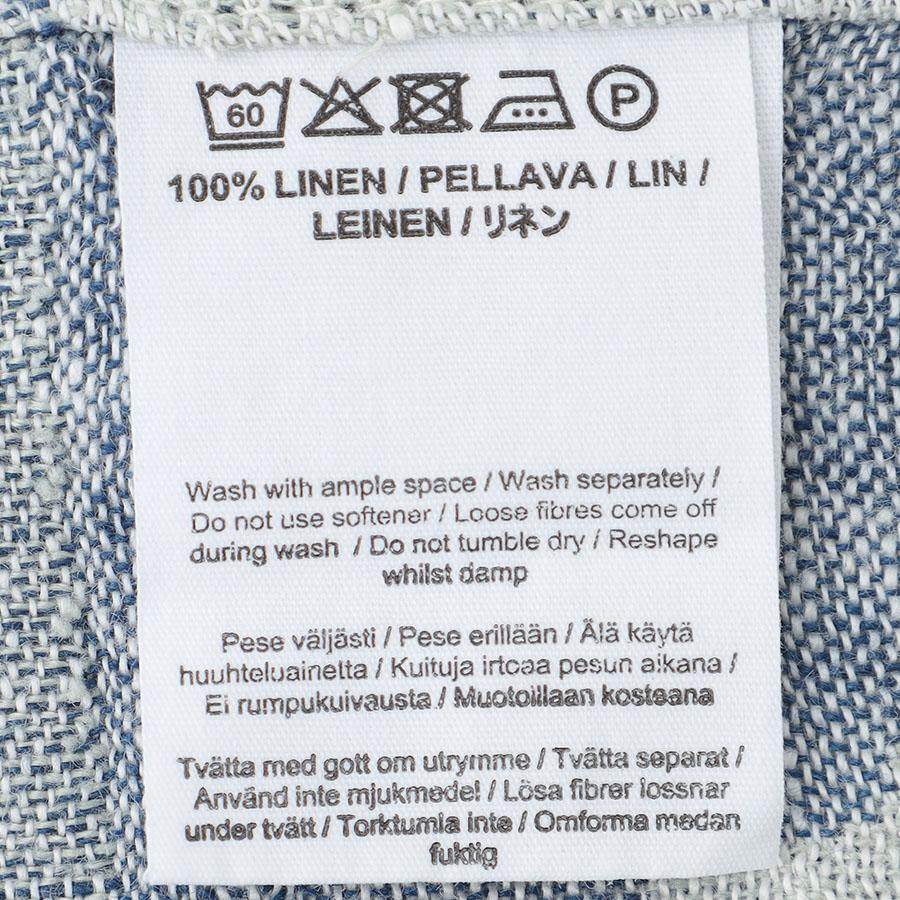 60
P
100% LINEN / PELLAVA / LIN /
LEINEN / リネン
Wash with ample space / Wash separately /
Do not use softener / Loose fibres come off
during wash / Do not tumble dry / Reshape
whilst damp
Pese väljästi / Pese erillään / Älä käytä
huuhteluainetta / Kuituja irtoaa pesun aikana /
Ei rumpukuivausta / Muotoillaan kosteana
Tvätta med gott om utrymme / Tvätta separat /
Använd inte mjukmedel / Lösa fibrer lossnar
under tvätt / Torktumla inte / Omforma medan
fuktig